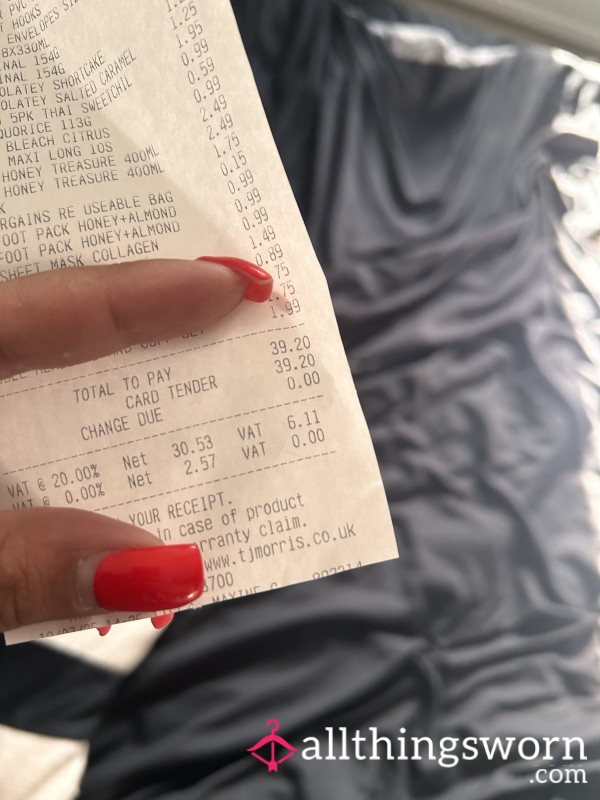 PVC
HOOKS 1.25
ENVELOPES 1.95
8X330ML 0.99
INAL 154G 0.59
INAL 154G 0.99
OLATEY SHORTCAKE 2.49
OLATEY SALTED CARAMEL 2.49
5PK THAI SWEETCHIL 1.75
QUORICE 113G 0.15
BLEACH CITRUS 0.99
MAXI LONG 10S 0.99
HONEY TREASURE 400ML 0.99
HONEY TREASURE 400ML 1.49
K 0.89
RGAINS RE USEABLE BAG 75
FOOT PACK HONEY+ALMOND .75
FOOT PACK HONEY+ALMOND 1.99
SHEET MASK COLLAGEN
TOTAL TO PAY 39.20
CARD TENDER 39.20
CHANGE DUE 0.00
VAT @ 20.00% Net 30.53 VAT 6.11
VAT @ 0.00% Net 2.57 VAT 0.00
YOUR RECEIPT.
in case of product
rranty claim.
www.tjmorris.co.uk
700
MAXINE C
allthingsworn
.com